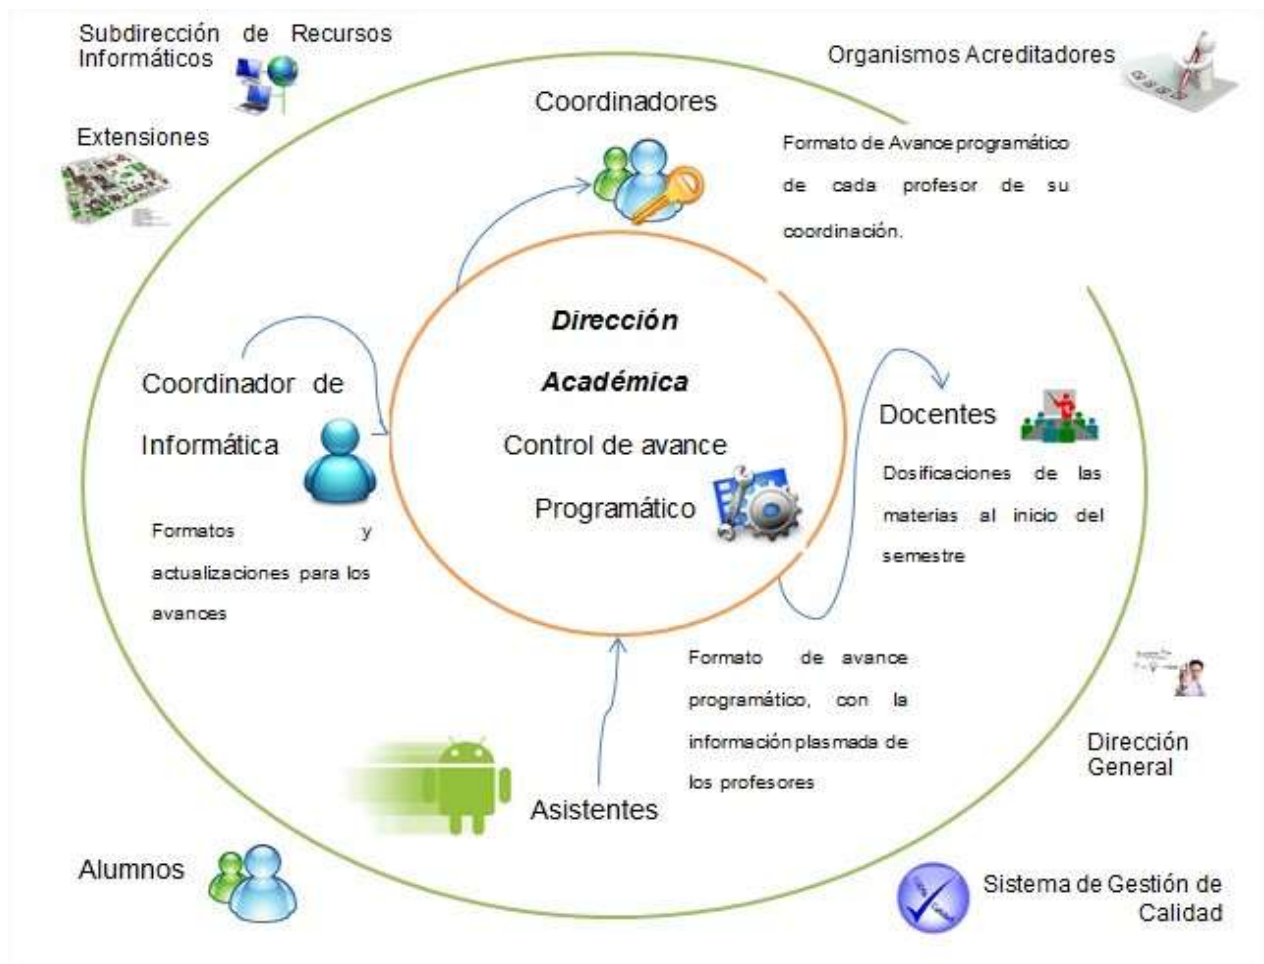 Subdirección de Recursos
Informáticos
Organismos Acreditadores
Extensiones
Coordinadores
Formato de Avance programático
de cada profesor de su
coordinación.
Dirección
Académica
Control de avance
Programático
Coordinador de
Informática
Formatos y
actualizaciones para los
avances
Docentes
Dosificaciones de las
materias al inicio del
semestre
Formato de avance
programático, con la
información plasmada de
los profesores
Asistentes
Dirección
General
Alumnos
Sistema de Gestión de
Calidad